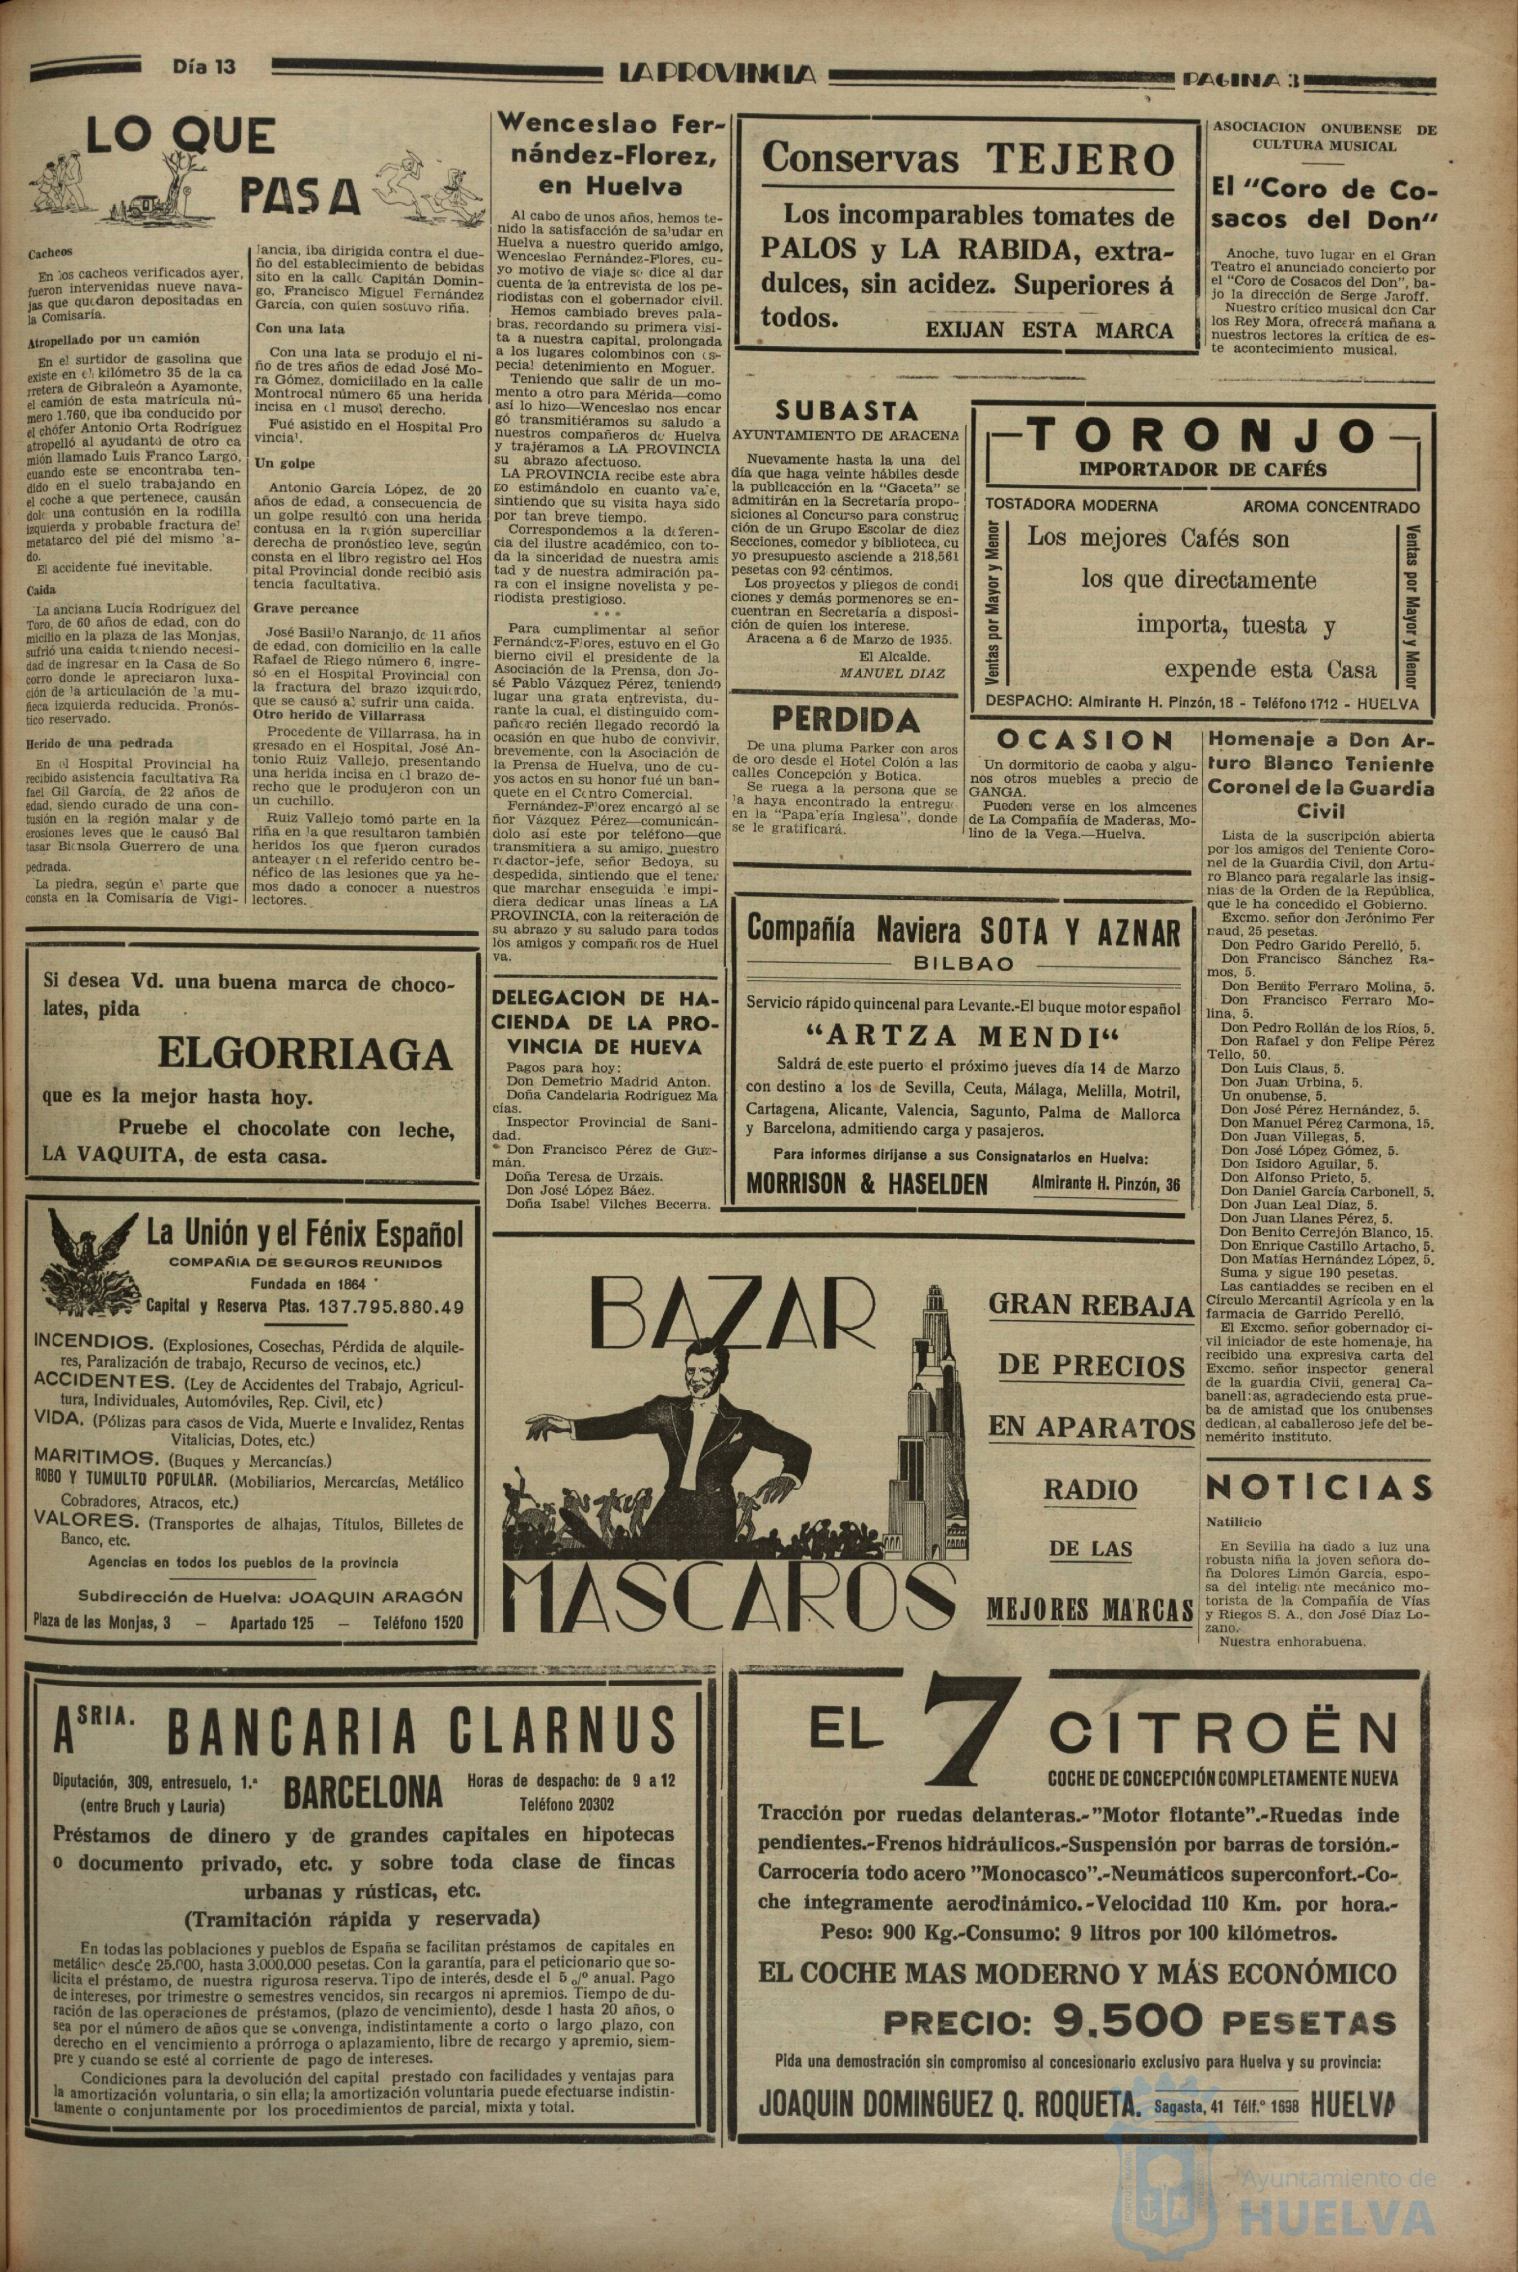 Día 13
LA PROVINCIA
PAGINA 3
LO QUE
PASA
Cacheos
En los cacheos verificados ayer,
fueron intervenidas nueve nava-
jas que quedaron depositadas en
la Comisaría.
Atropellado por un camión
En el surtidor de gasolina que
existe en el kilómetro 35 de la ca
rretera de Gibraleón a Ayamonte,
el camión de esta matrícula nú-
mero 1.760, que iba conducido por
el chófer Antonio Orta Rodríguez
atropelló al ayudante de otro ca
mión llamado Luis Franco Largo,
cuando este se encontraba ten-
dido en el suelo trabajando en
el coche a que pertenece, causán
dole una contusión en la rodilla
izquierda y probable fractura del
metatarco del pié del mismo la-
do.
El accidente fué inevitable.
Caida
La anciana Lucía Rodríguez del
Toro, de 60 años de edad, con do
micilio en la plaza de las Monjas,
sufrió una caida teniendo necesi-
dad de ingresar en la Casa de So
corro donde le apreciaron luxa-
ción de la articulación de la mu-
ñeca izquierda reducida. Pronós-
tico reservado.
Herido de una pedrada
En el Hospital Provincial ha
recibido asistencia facultativa Ra
fael Gil García, de 22 años de
edad, siendo curado de una con-
tusión en la región malar y de
erosiones leves que le causó Bal
tasar Biensola Guerrero de una
pedrada.
La piedra, según el parte que
consta en la Comisaría de Vigi-
lancia, iba dirigida contra el due-
ño del establecimiento de bebidas
sito en la calle Capitán Domin-
go, Francisco Miguel Fernández
García, con quien sostuvo riña.
Con una lata
Con una lata se produjo el ni-
ño de tres años de edad José Mo-
ra Gómez, domiciliado en la calle
Montrocal número 65 una herida
incisa en el muslo derecho.
Fué asistido en el Hospital Pro
vincial.
Un golpe
Antonio García López, de 20
años de edad, a consecuencia de
un golpe resultó con una herida
contusa en la región superciliar
derecha de pronóstico leve, según
consta en el libro registro del Hos
pital Provincial donde recibió asis
tencia facultativa.
Grave percance
José Basilio Naranjo, de 11 años
de edad, con domicilio en la calle
Rafael de Riego número 6, ingre-
só en el Hospital Provincial con
la fractura del brazo izquierdo,
que se causó al sufrir una caida.
Otro herido de Villarrasa
Procedente de Villarrasa, ha in
gresado en el Hospital, José An-
tonio Ruiz Vallejo, presentando
una herida incisa en el brazo de-
recho que le produjeron con un
un cuchillo.
Ruiz Vallejo tomó parte en la
riña en la que resultaron también
heridos los que fueron curados
anteayer en el referido centro be-
néfico de las lesiones que ya he-
mos dado a conocer a nuestros
lectores.
Si desea Vd. una buena marca de choco-
lates, pida
ELGORRIAGA
que es la mejor hasta hoy.
Pruebe el chocolate con leche,
LA VAQUITA, de esta casa.
La Unión y el Fénix Español
COMPAÑIA DE SEGUROS REUNIDOS
Fundada en 1864
Capital y Reserva Ptas. 137.795.880.49
INCENDIOS. (Explosiones, Cosechas, Pérdida de alquile-
res, Paralización de trabajo, Recurso de vecinos, etc.)
ACCIDENTES. (Ley de Accidentes del Trabajo, Agricul-
tura, Individuales, Automóviles, Rep. Civil, etc)
VIDA. (Pólizas para casos de Vida, Muerte e Invalidez, Rentas
Vitalicias, Dotes, etc.)
MARITIMOS. (Buques y Mercancías.)
ROBO Y TUMULTO POPULAR. (Mobiliarios, Mercarcías, Metálico
Cobradores, Atracos, etc.)
VALORES. (Transportes de alhajas, Títulos, Billetes de
Banco, etc.
Agencias en todos los pueblos de la provincia
Subdirección de Huelva: JOAQUIN ARAGÓN
Plaza de las Monjas, 3 — Apartado 125 — Teléfono 1520
Wenceslao Fer-
nández-Florez,
en Huelva
Al cabo de unos años, hemos te-
nido la satisfacción de saludar en
Huelva a nuestro querido amigo,
Wenceslao Fernández-Flores, cu-
yo motivo de viaje se dice al dar
cuenta de la entrevista de los pe-
riodistas con el gobernador civil.
Hemos cambiado breves pala-
bras, recordando su primera visi-
ta a nuestra capital, prolongada
a los lugares colombinos con es-
pecial detenimiento en Moguer.
Teniendo que salir de un mo-
mento a otro para Mérida—como
así lo hizo—Wenceslao nos encar
gó transmitiéramos su saludo a
nuestros compañeros de Huelva
y trajéramos a LA PROVINCIA
su abrazo afectuoso.
LA PROVINCIA recibe este abra
zo estimándolo en cuanto vale,
sintiendo que su visita haya sido
por tan breve tiempo.
Correspondemos a la deferen-
cia del ilustre académico, con to-
da la sinceridad de nuestra amis
tad y de nuestra admiración pa-
ra con el insigne novelista y pe-
riodista prestigioso.
* * *
Para cumplimentar al señor
Fernández-Flores, estuvo en el Go
bierno civil el presidente de la
Asociación de la Prensa, don Jo-
sé Pablo Vázquez Pérez, teniendo
lugar una grata entrevista, du-
rante la cual, el distinguido com-
pañero recién llegado recordó la
ocasión en que hubo de convivir,
brevemente, con la Asociación de
la Prensa de Huelva, uno de cu-
yos actos en su honor fué un ban-
quete en el Centro Comercial.
Fernández-Florez encargó al se
ñor Vázquez Pérez—comunicán-
dolo así este por teléfono—que
transmitiera a su amigo, nuestro
redactor-jefe, señor Bedoya, su
despedida, sintiendo que el tener
que marchar enseguida le impi-
diera dedicar unas líneas a LA
PROVINCIA, con la reiteración de
su abrazo y su saludo para todos
los amigos y compañeros de Huel
va.
DELEGACION DE HA-
CIENDA DE LA PRO-
VINCIA DE HUEVA
Pagos para hoy:
Don Demetrio Madrid Anton.
Doña Candelaria Rodríguez Ma
cías.
Inspector Provincial de Sani-
dad.
Don Francisco Pérez de Guz-
mán.
Doña Teresa de Urzáis.
Don José López Báez.
Doña Isabel Vilches Becerra.
Conservas TEJERO
Los incomparables tomates de
PALOS y LA RABIDA, extra-
dulces, sin acidez. Superiores á
todos.
EXIJAN ESTA MARCA
SUBASTA
AYUNTAMIENTO DE ARACENA
Nuevamente hasta la una del
día que haga veinte hábiles desde
la publicacción en la "Gaceta" se
admitirán en la Secretaría propo-
siciones al Concurso para construc
ción de un Grupo Escolar de diez
Secciones, comedor y biblioteca, cu
yo presupuesto asciende a 218,561
pesetas con 92 céntimos.
Los proyectos y pliegos de condi
ciones y demás pormenores se en-
cuentran en Secretaría a disposi-
ción de quien los interese.
Aracena a 6 de Marzo de 1935.
El Alcalde.
MANUEL DIAZ
PERDIDA
De una pluma Parker con aros
de oro desde el Hotel Colón a las
calles Concepción y Botica.
Se ruega a la persona que se
la haya encontrado la entregue
en la "Papelería Inglesa", donde
se le gratificará.
TORONJO
IMPORTADOR DE CAFÉS
TOSTADORA MODERNA AROMA CONCENTRADO
Ventas por Mayor y Menor
Los mejores Cafés son
los que directamente
importa, tuesta y
expende esta Casa
Ventas por Mayor y Menor
DESPACHO: Almirante H. Pinzón, 18 - Teléfono 1712 - HUELVA
OCASION
Un dormitorio de caoba y algu-
nos otros muebles a precio de
GANGA.
Pueden verse en los almcenes
de La Compañía de Maderas, Mo-
lino de la Vega.—Huelva.
Compañía Naviera SOTA Y AZNAR
BILBAO
Servicio rápido quincenal para Levante.-El buque motor español
“ARTZA MENDI“
Saldrá de este puerto el próximo jueves día 14 de Marzo
con destino a los de Sevilla, Ceuta, Málaga, Melilla, Motril,
Cartagena, Alicante, Valencia, Sagunto, Palma de Mallorca
y Barcelona, admitiendo carga y pasajeros.
Para informes diríjanse a sus Consignatarios en Huelva:
MORRISON & HASELDEN Almirante H. Pinzón, 36
BAZAR
MASCAROS
GRAN REBAJA
DE PRECIOS
EN APARATOS
RADIO
DE LAS
MEJORES MARCAS
ASOCIACION ONUBENSE DE
CULTURA MUSICAL
El “Coro de Co-
sacos del Don“
Anoche, tuvo lugar en el Gran
Teatro el anunciado concierto por
el "Coro de Cosacos del Don", ba-
jo la dirección de Serge Jaroff.
Nuestro crítico musical don Car
los Rey Mora, ofrecerá mañana a
nuestros lectores la crítica de es-
te acontecimiento musical.
Homenaje a Don Ar-
turo Blanco Teniente
Coronel de la Guardia
Civil
Lista de la suscripción abierta
por los amigos del Teniente Coro-
nel de la Guardia Civil, don Artu-
ro Blanco para regalarle las insig-
nias de la Orden de la República,
que le ha concedido el Gobierno.
Excmo. señor don Jerónimo Fer
naud, 25 pesetas.
Don Pedro Garido Perelló, 5.
Don Francisco Sánchez Ra-
mos, 5.
Don Benito Ferraro Molina, 5.
Don Francisco Ferraro Mo-
lina, 5.
Don Pedro Rollán de los Ríos, 5.
Don Rafael y don Felipe Pérez
Tello, 50.
Don Luis Claus, 5.
Don Juan Urbina, 5.
Un onubense, 5.
Don José Pérez Hernández, 5.
Don Manuel Pérez Carmona, 15.
Don Juan Villegas, 5.
Don José López Gómez, 5.
Don Isidoro Aguilar, 5.
Don Alfonso Prieto, 5.
Don Daniel García Carbonell, 5.
Don Juan Leal Díaz, 5.
Don Juan Llanes Pérez, 5.
Don Benito Cerrejón Blanco, 15.
Don Enrique Castillo Artacho, 5.
Don Matías Hernández López, 5.
Suma y sigue 190 pesetas.
Las cantiaddes se reciben en el
Círculo Mercantil Agrícola y en la
farmacia de Garrido Perelló.
El Excmo. señor gobernador ci-
vil iniciador de este homenaje, ha
recibido una expresiva carta del
Excmo. señor inspector general
de la guardia Civil, general Ca-
banellas, agradeciendo esta prue-
ba de amistad que los onubenses
dedican, al caballeroso jefe del be-
nemérito instituto.
NOTICIAS
Natilicio
En Sevilla ha dado a luz una
robusta niña la joven señora do-
ña Dolores Limón García, espo-
sa del inteligente mecánico mo-
torista de la Compañía de Vías
y Riegos S. A., don José Díaz Lo-
zano.
Nuestra enhorabuena.
ASRIA. BANCARIA CLARNUS
Diputación, 309, entresuelo, 1.ª
(entre Bruch y Lauria)
BARCELONA
Horas de despacho: de 9 a 12
Teléfono 20302
Préstamos de dinero y de grandes capitales en hipotecas
o documento privado, etc. y sobre toda clase de fincas
urbanas y rústicas, etc.
(Tramitación rápida y reservada)
En todas las poblaciones y pueblos de España se facilitan préstamos de capitales en
metálico desde 25.000, hasta 3.000.000 pesetas. Con la garantía, para el peticionario que so-
licita el préstamo, de nuestra rigurosa reserva. Tipo de interés, desde el 5 o/o anual. Pago
de intereses, por trimestre o semestres vencidos, sin recargos ni apremios. Tiempo de du-
ración de las operaciones de préstamos, (plazo de vencimiento), desde 1 hasta 20 años, o
sea por el número de años que se convenga, indistintamente a corto o largo plazo, con
derecho en el vencimiento a prórroga o aplazamiento, libre de recargo y apremio, siem-
pre y cuando se esté al corriente de pago de intereses.
Condiciones para la devolución del capital prestado con facilidades y ventajas para
la amortización voluntaria, o sin ella; la amortización voluntaria puede efectuarse indistin-
tamente o conjuntamente por los procedimientos de parcial, mixta y total.
EL 7 CITROËN
COCHE DE CONCEPCIÓN COMPLETAMENTE NUEVA
Tracción por ruedas delanteras.-”Motor flotante”.-Ruedas inde
pendientes.-Frenos hidráulicos.-Suspensión por barras de torsión.-
Carrocería todo acero ”Monocasco”.-Neumáticos superconfort.-Co-
che íntegramente aerodinámico.-Velocidad 110 Km. por hora.-
Peso: 900 Kg.-Consumo: 9 litros por 100 kilómetros.
EL COCHE MAS MODERNO Y MÁS ECONÓMICO
PRECIO: 9.500 PESETAS
Pida una demostración sin compromiso al concesionario exclusivo para Huelva y su provincia:
JOAQUIN DOMINGUEZ Q. ROQUETA. Sagasta, 41 Télf.º 1698 HUELVA
Ayuntamiento de
HUELVA